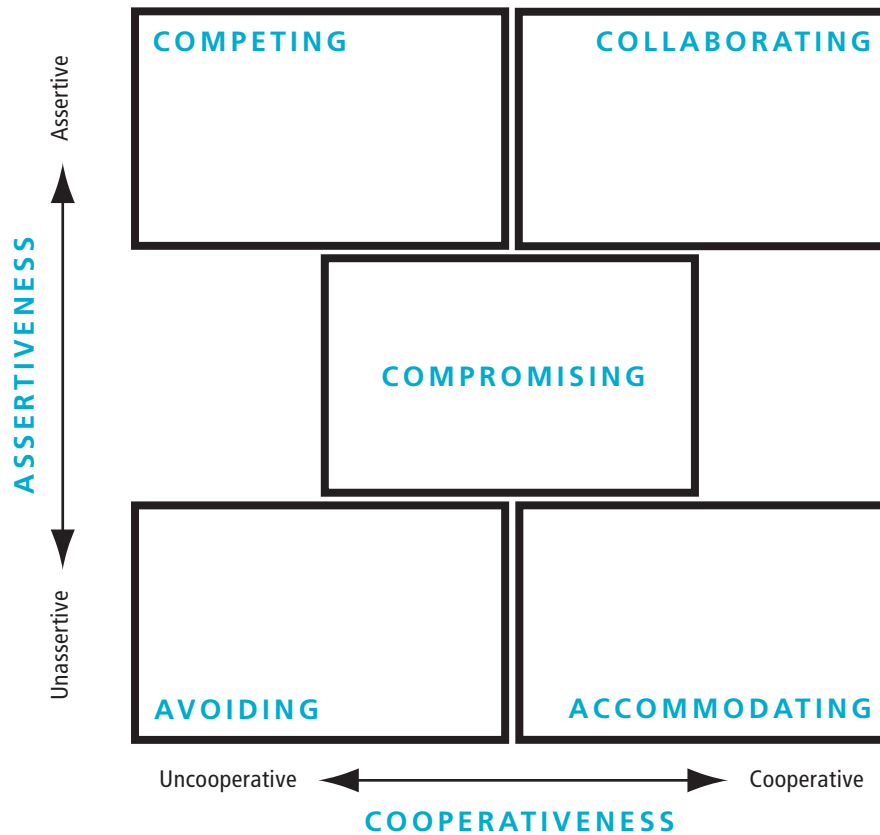 COMPETING
COLLABORATING
Assertive
ASSERTIVENESS
COMPROMISING
Unassertive
AVOIDING
ACCOMMODATING
Uncooperative
Cooperative
COOPERATIVENESS